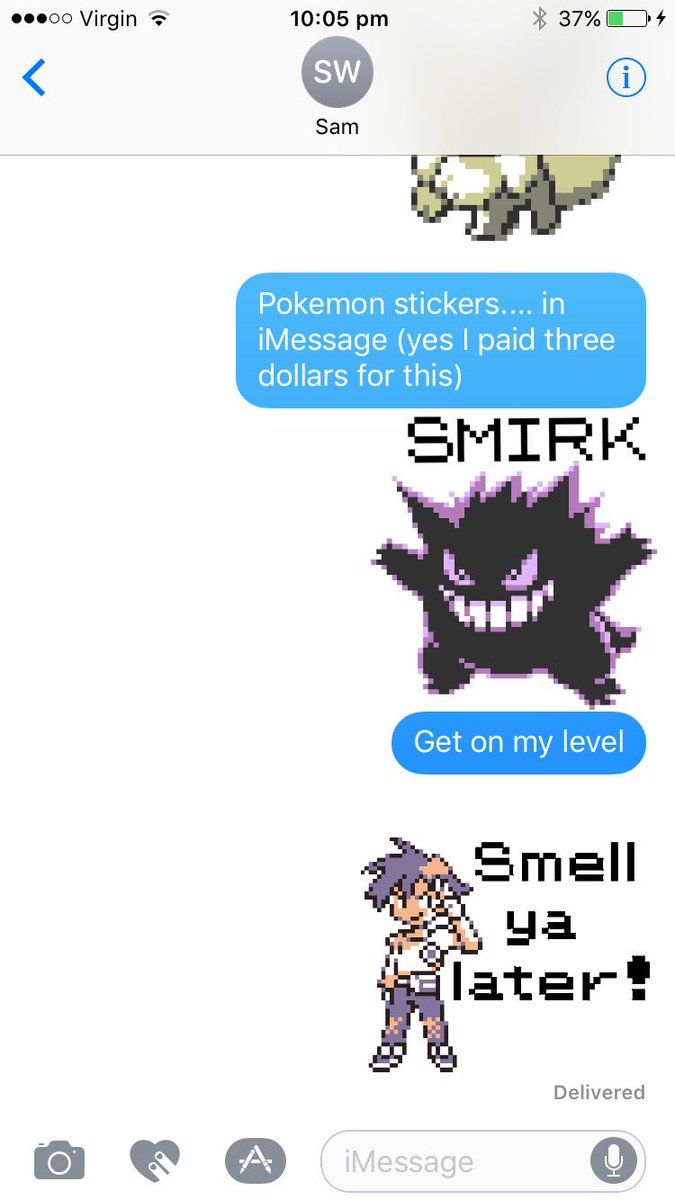 Virgin 10:05 pm 37%
SW
Sam
Pokemon stickers.... in
iMessage (yes I paid three
dollars for this)
SMIRK
Get on my level
Smell
ya
later!
Delivered
iMessage